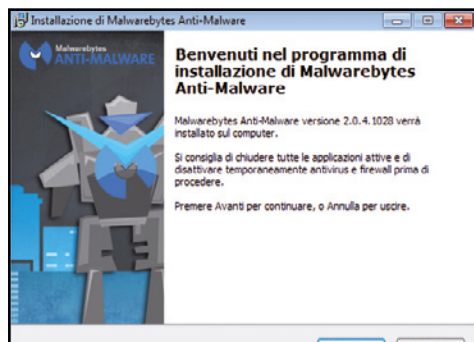 Installazione di Malwarebytes Anti-Malware
Malwarebytes
ANTI-MALWARE
Benvenuti nel programma di
installazione di Malwarebytes
Anti-Malware
Malwarebytes Anti-Malware versione 2.0.4.1028 verrà
installato sul computer.
Si consiglia di chiudere tutte le applicazioni attive e di
disattivare temporaneamente antivirus e firewall prima di
procedere.
Premere Avanti per continuare, o Annulla per uscire.